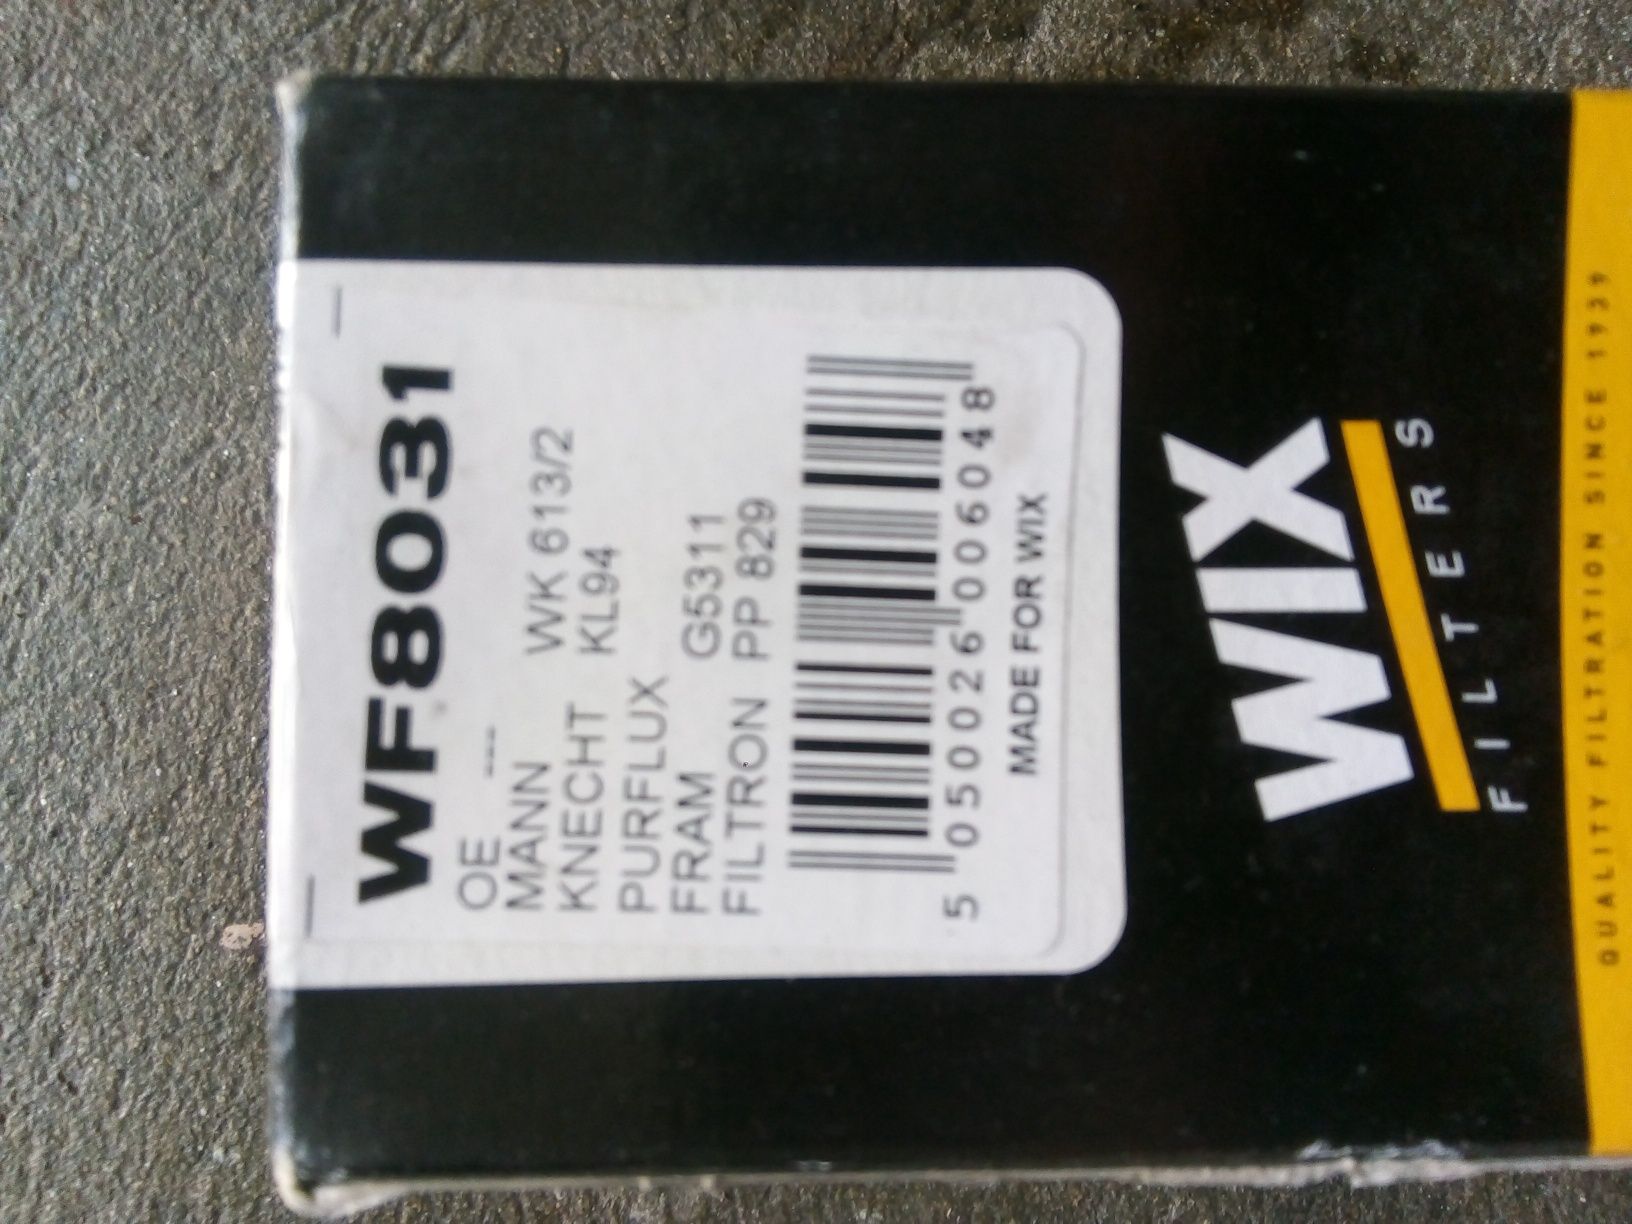 WF8031
OE ---
MANN WK 613/2
KNECHT KL94
PURFLUX
FRAM G5311
FILTRON PP 829
5 050026 006048
MADE FOR WIX
WIX
FILTERS
QUALITY FILTRATION SINCE 1939